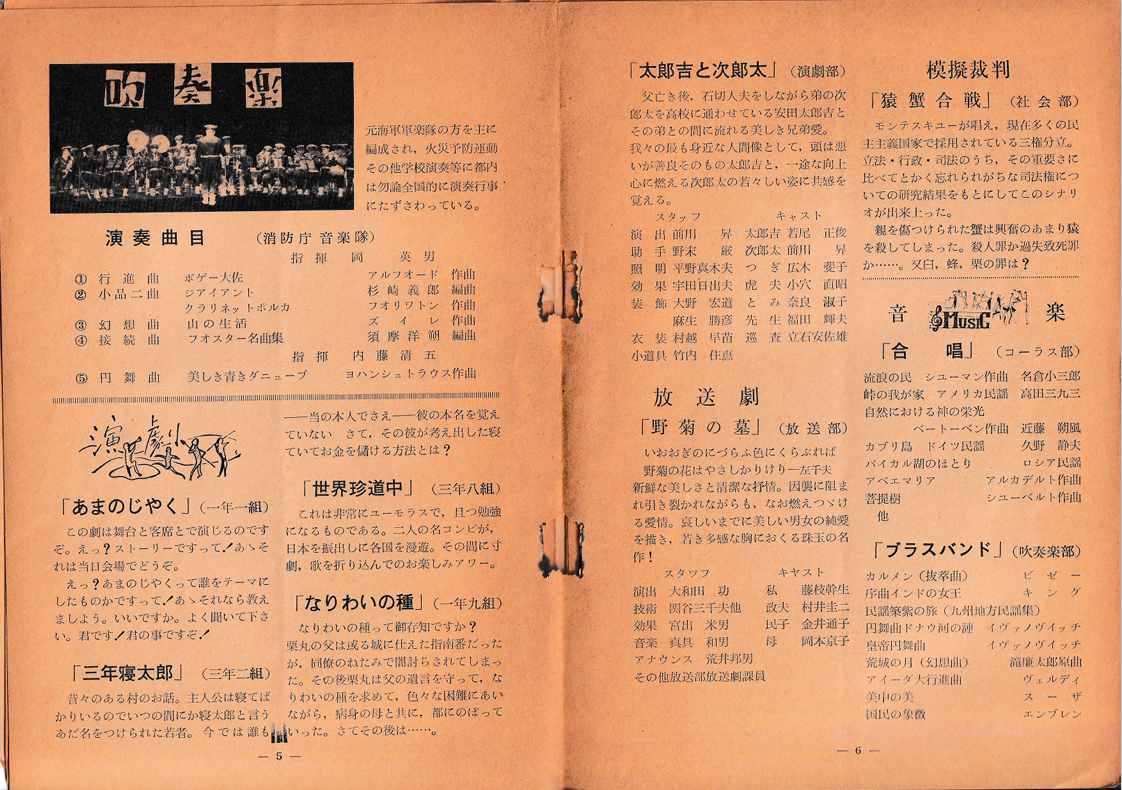 吹奏楽
元海軍軍楽隊の方を主に
編成され，火災予防運動
その他学校演奏等に都内
は勿論全国的に演奏行事
にたずさわっている。
演奏曲目 （消防庁音楽隊）
指揮 岡 英男
① 行進曲 ボギー大佐 アルフオード 作曲
② 小品二曲 ジアイアント 杉崎義郎 編曲
クラリネットポルカ フオリワトン 作曲
③ 幻想曲 山の生活 ズイレ 作曲
④ 接続曲 フオスター名曲集 須摩洋朔 編曲
指揮 内藤清五
⑤ 円舞曲 美しき青きダニューブ ヨハンシュトラウス作曲
演劇
「あまのじやく」（一年一組）
この劇は舞台と客席とで演じるのです
ぞ。えっ？ストーリーですって！あゝそ
れは当日会場でどうぞ。
えっ？あまのじやくって誰をテーマに
したものかですって！あゝそれなら教え
ましよう。いいですか。よく聞いて下さ
い。君です！君の事ですぞ！
「三年寝太郎」（三年二組）
昔々のある村のお話。主人公は寝てば
かりいるのでいつの間にか寝太郎と言う
あだ名をつけられた若者。今では誰も
――当の本人でさえ――彼の本名を覚え
ていない さて，その彼が考え出した寝
ていてお金を儲ける方法とは？
「世界珍道中」（三年八組）
これは非常にユーモラスで，且つ勉強
になるものである。二人の名コンビが，
日本を振出しに各国を漫遊。その間に寸
劇，歌を折り込んでのお楽しみアワー。
「なりわいの種」（一年九組）
なりわいの種って御存知ですか？
栗丸の父は或る城に仕えた指南番だった
が，同僚のねたみで闇討ちされてしまっ
た。その後栗丸は父の遺言を守って，な
りわいの種を求めて，色々な困難にあい
ながら，病身の母と共に，都にのぼって
いった。さてその後は……。
― 5 ―
「太郎吉と次郎太」（演劇部）
父亡き後，石切人夫をしながら弟の次
郎太を高校に通わせている安田太郎吉と
その弟との間に流れる美しき兄弟愛。
我々の最も身近な人間像として，頭は悪
いが善良そのもの太郎吉と，一途な向上
心に燃える次郎太の若々しい姿に共感を
覚える。
スタッフ キャスト
演出 前川 昇 太郎吉 若尾 正俊
助手 野末 厳 次郎太 前川 昇
照明 平野真木夫 つぎ 広木 斐子
効果 宇田日出夫 虎夫 小穴 直昭
装飾 大野 宏道 とみ 奈良 淑子
麻生 勝彦 先生 福田 輝夫
衣装 村越 早苗 巡査 立石安佐雄
小道具 竹内 住恵
放送劇
「野菊の墓」（放送部）
いおおぎのにづらふ色にくらぶれば
野菊の花はやさしかりけり―左千夫
新鮮な美しさと清潔な抒情。因襲に阻ま
れ引き裂かれながらも，なお燃えつゞけ
る愛情。哀しいまでに美しい男女の純愛
を描き，若き多感な胸におくる珠玉の名
作！
スタツフ キヤスト
演出 大和田 功 私 藤枝幹生
技術 関谷三千夫他 政夫 村井圭二
効果 宮出 米男 民子 金井通子
音楽 真具 和男 母 岡本京子
アナウンス 荒井邦男
その他放送部放送劇課員
模擬裁判
「猿蟹合戦」（社会部）
モンテスキユーが唱え，現在多くの民
主主義国家で採用されている三権分立。
立法・行政・司法のうち，その重要さに
比べてとかく忘れられがちな司法権につ
いての研究結果をもとにしてこのシナリ
オが出来上った。
親を傷つけられた蟹は興奮のあまり猿
を殺してしまった。殺人罪か過失致死罪
か……。又臼，蜂，栗の罪は？
音 MUSIC 楽
「合唱」（コーラス部）
流浪の民 シユーマン作曲 名倉小三郎
峠の我が家 アメリカ民謡 高田三九三
自然における神の栄光
ベートーベン作曲 近藤 朔風
カプリ島 ドイツ民謡 久野 静夫
バイカル湖のほとり ロシア民謡
アベエマリア アルカデルト作曲
菩提樹 シューベルト作曲
他
「ブラスバンド」（吹奏楽部）
カルメン（抜萃曲） ビゼー
序曲インドの女王 キング
民謡築紫の旅（九州地方民謡集）
円舞曲ドナウ河の漣 イヴァノヴイッチ
皇帝円舞曲 イヴァノヴイッチ
荒城の月（幻想曲） 滝廉太郎原曲
アイーダ大行進曲 ヴェルディ
美中の美 スーザ
国民の象徴 エンブレン
― 6 ―